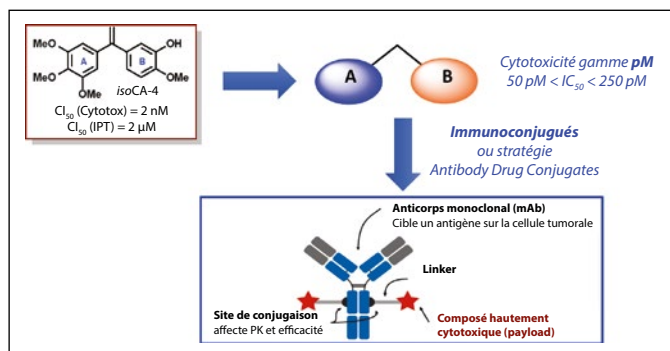 MeO
A
B
OH
MeO
OMe
OMe
isoCA-4
CI50 (Cytotox) = 2 nM
CI50 (IPT) = 2 µM
A
B
Cytotoxicité gamme pM
50 pM < IC50 < 250 pM
Immunoconjugués
ou stratégie
Antibody Drug Conjugates
Anticorps monoclonal (mAb)
Cible un antigène sur la cellule tumorale
Linker
Site de conjugaison
affecte PK et efficacité
Composé hautement
cytotoxique (payload)